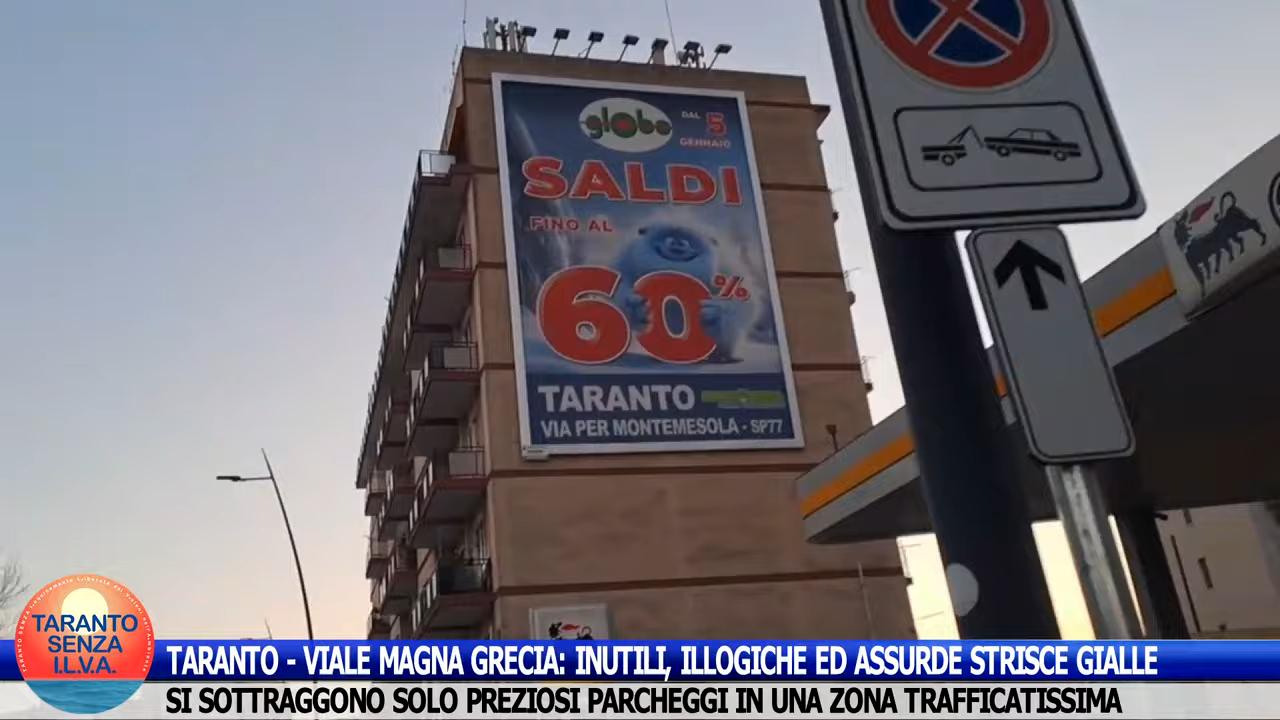 globo
DAL 5
GENNAIO
SALDI
FINO AL
60%
TARANTO
VIA PER MONTEMESOLA - SP77
TARANTO
SENZA
I.L.V.A.
TARANTO - VIALE MAGNA GRECIA: INUTILI, ILLOGICHE ED ASSURDE STRISCE GIALLE
SI SOTTRAGGONO SOLO PREZIOSI PARCHEGGI IN UNA ZONA TRAFFICATISSIMA